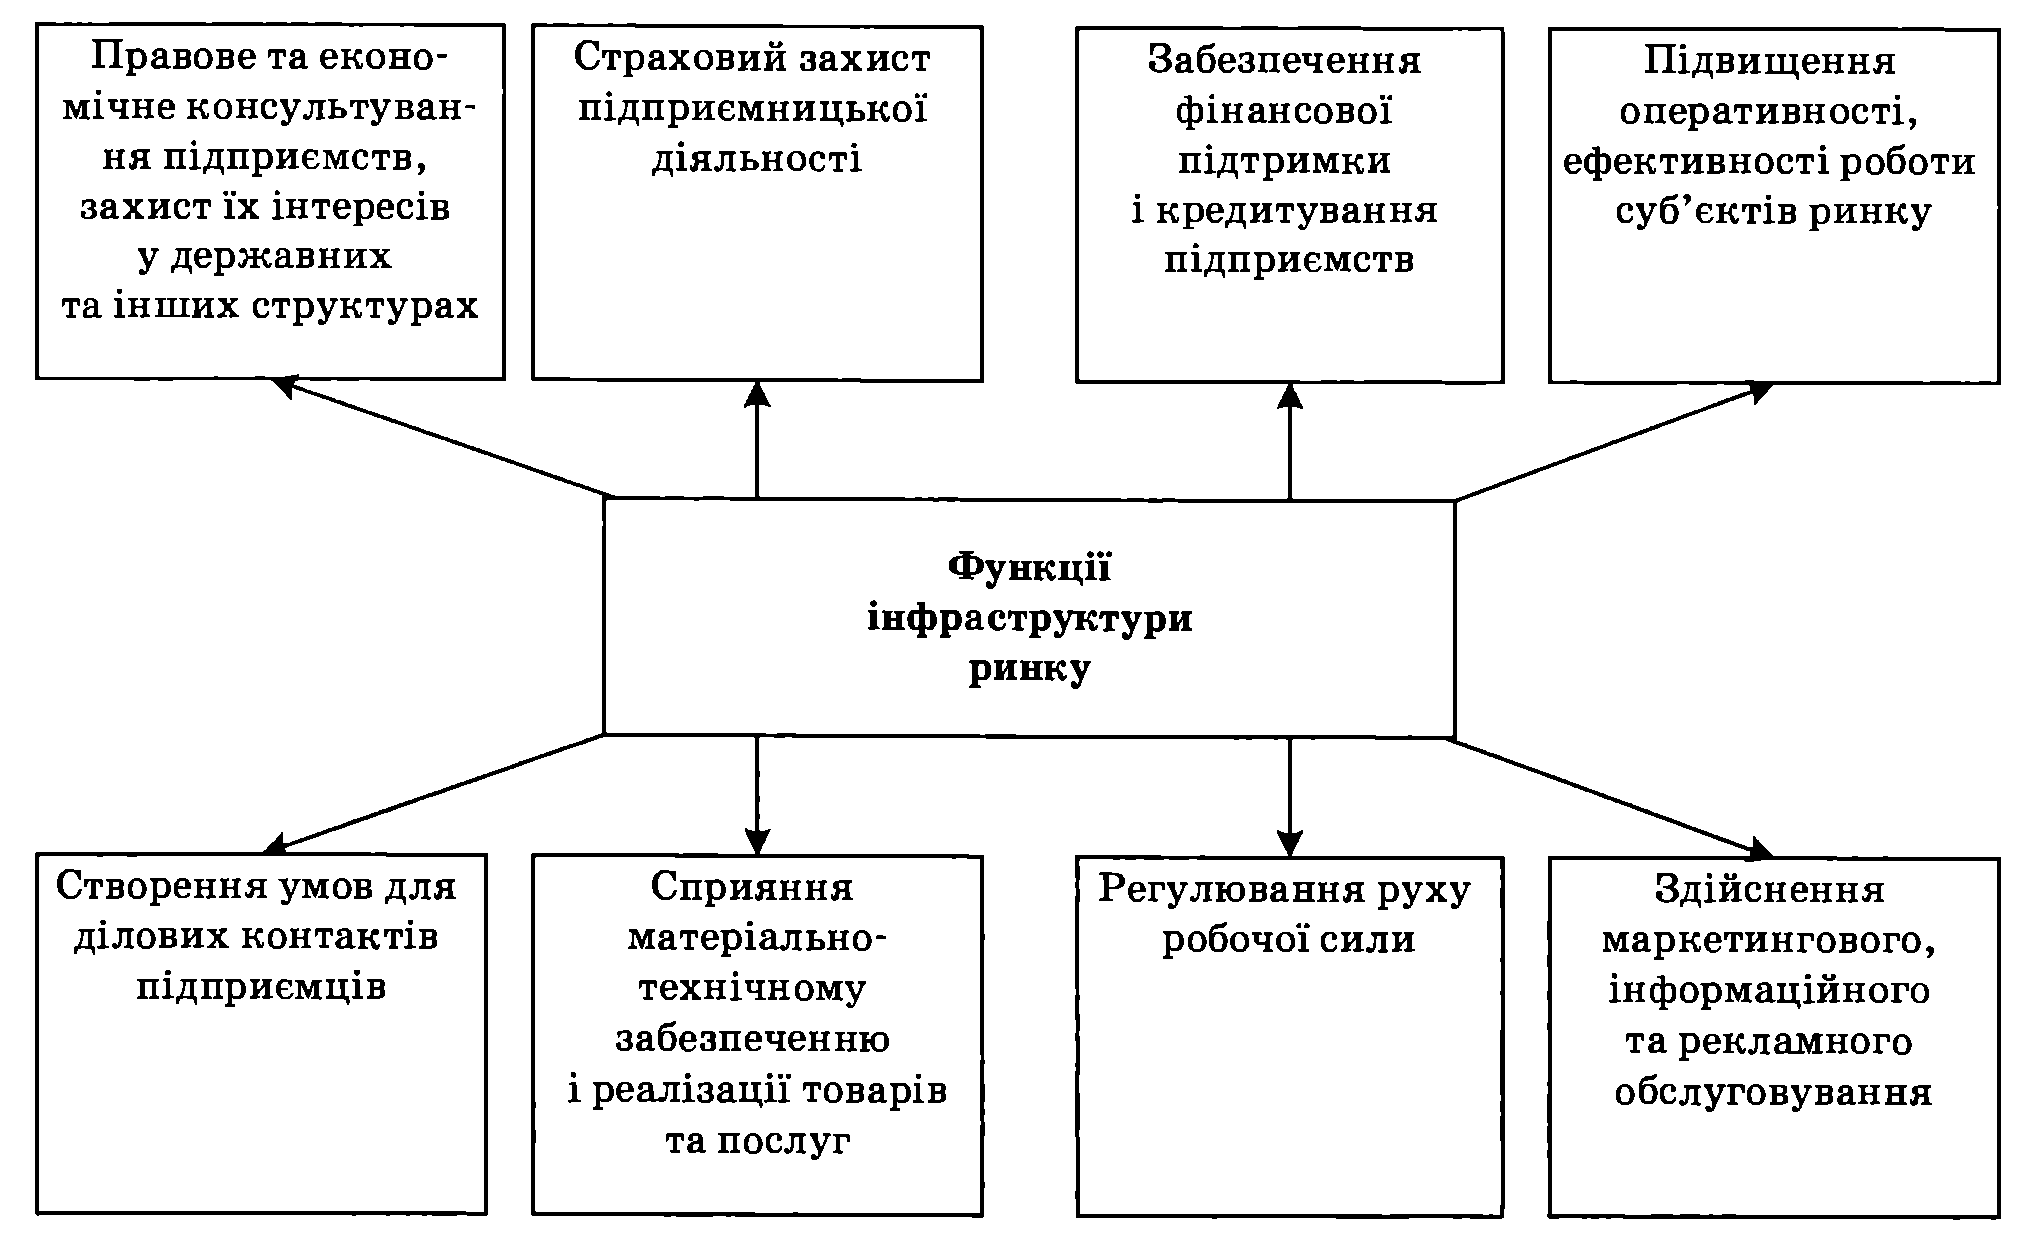 Правове та еконо-
мічне консультуван-
ня підприємств,
захист їх інтересів
у державних
та інших структурах
Страховий захист
підприємницької
діяльності
Забезпечення
фінансової
підтримки
і кредитування
підприємств
Підвищення
оперативності,
ефективності роботи
суб’єктів ринку
Функції
інфраструктури
ринку
Створення умов для
ділових контактів
підприємців
Сприяння
матеріально-
технічному
забезпеченню
і реалізації товарів
та послуг
Регулювання руху
робочої сили
Здійснення
маркетингового,
інформаційного
та рекламного
обслуговування